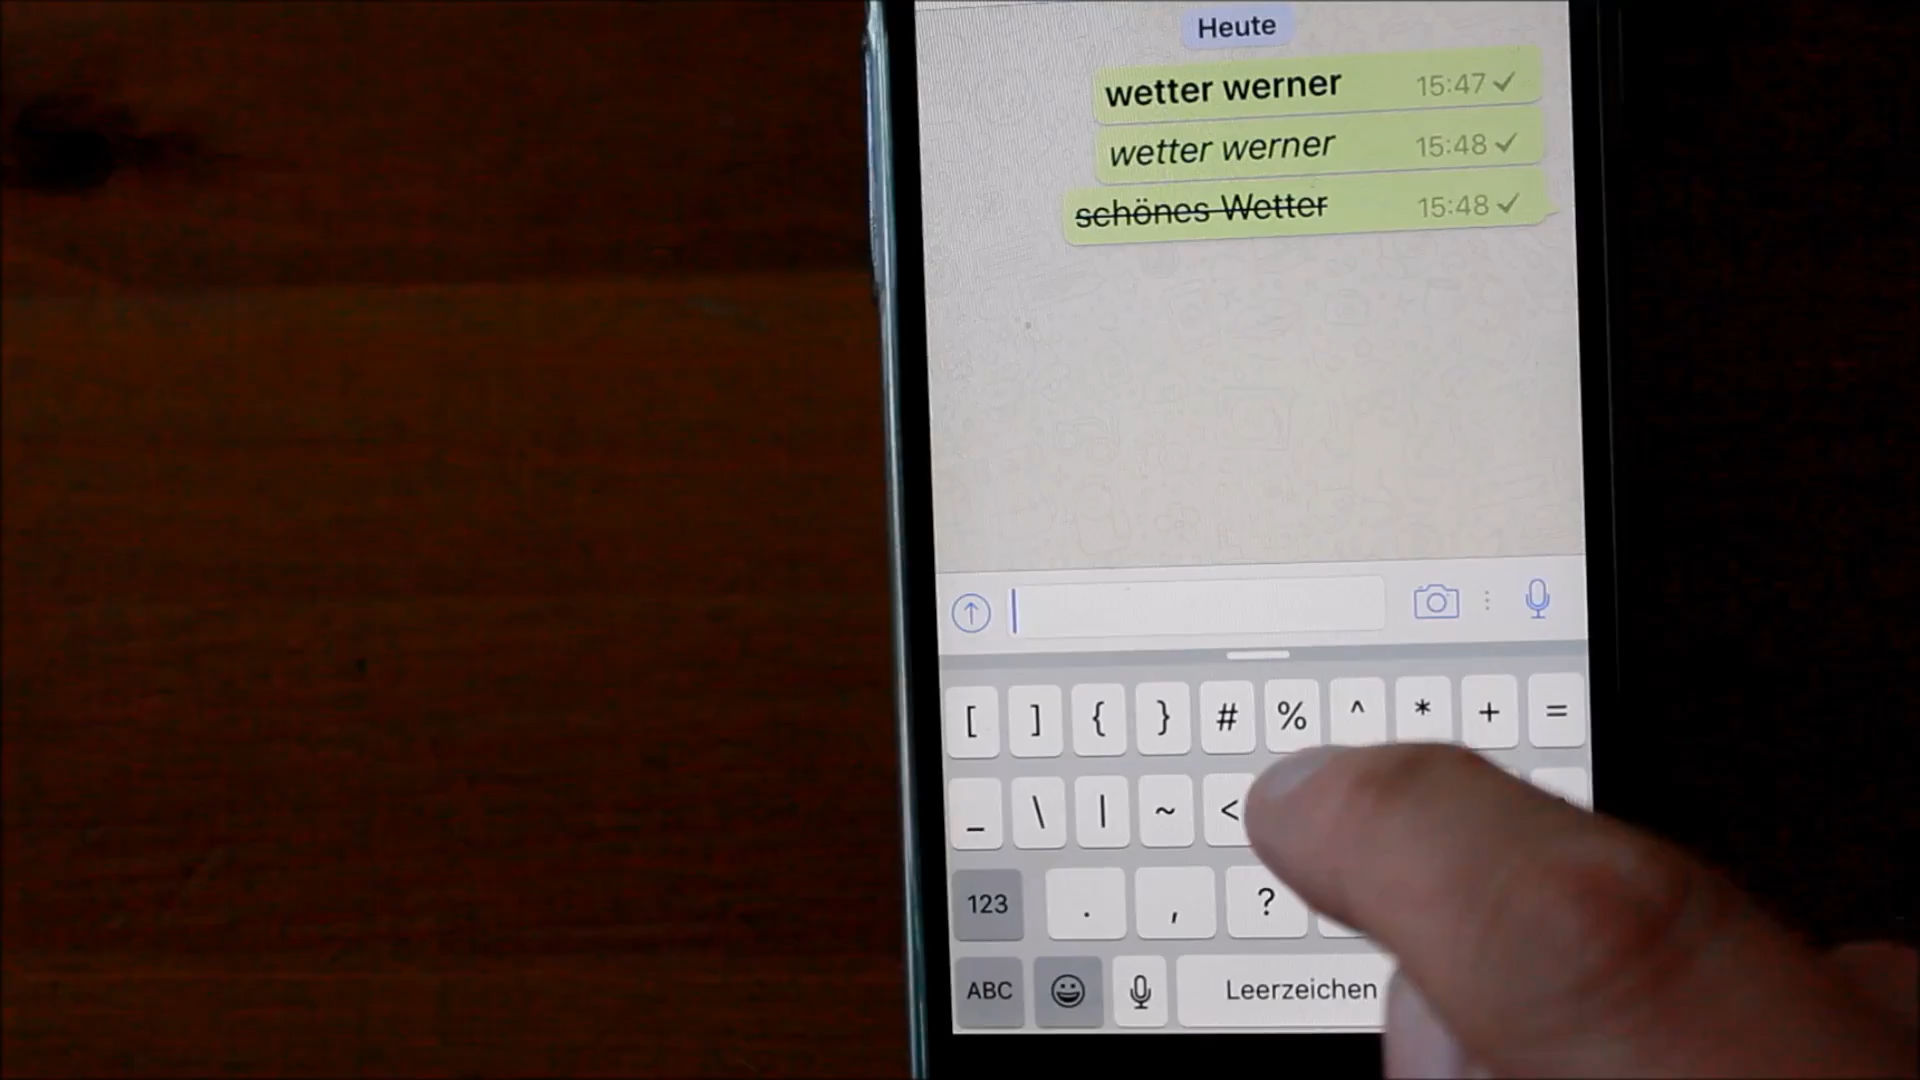 Heute
wetter werner 15:47
wetter werner 15:48
schönes Wetter 15:48
[ ] { } # % ^ * + =
_ \ | ~ <
123 . , ?
ABC Leerzeichen